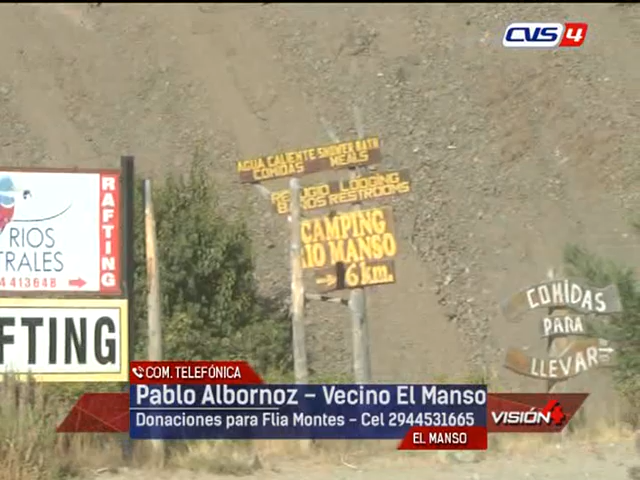 CVS 4
AGUA CALIENTE SHOWER BATH
COMIDAS MEALS
REFUGIO LODGING
BAÑOS RESTROOMS
CAMPING
RIO MANSO
6 km.
RIOS
TRALES
413648
RAFTING
FTING
COMIDAS
PARA
LLEVAR
COM. TELEFÓNICA
Pablo Albornoz – Vecino El Manso
Donaciones para Flia Montes – Cel 2944531665
EL MANSO
VISIÓN 4